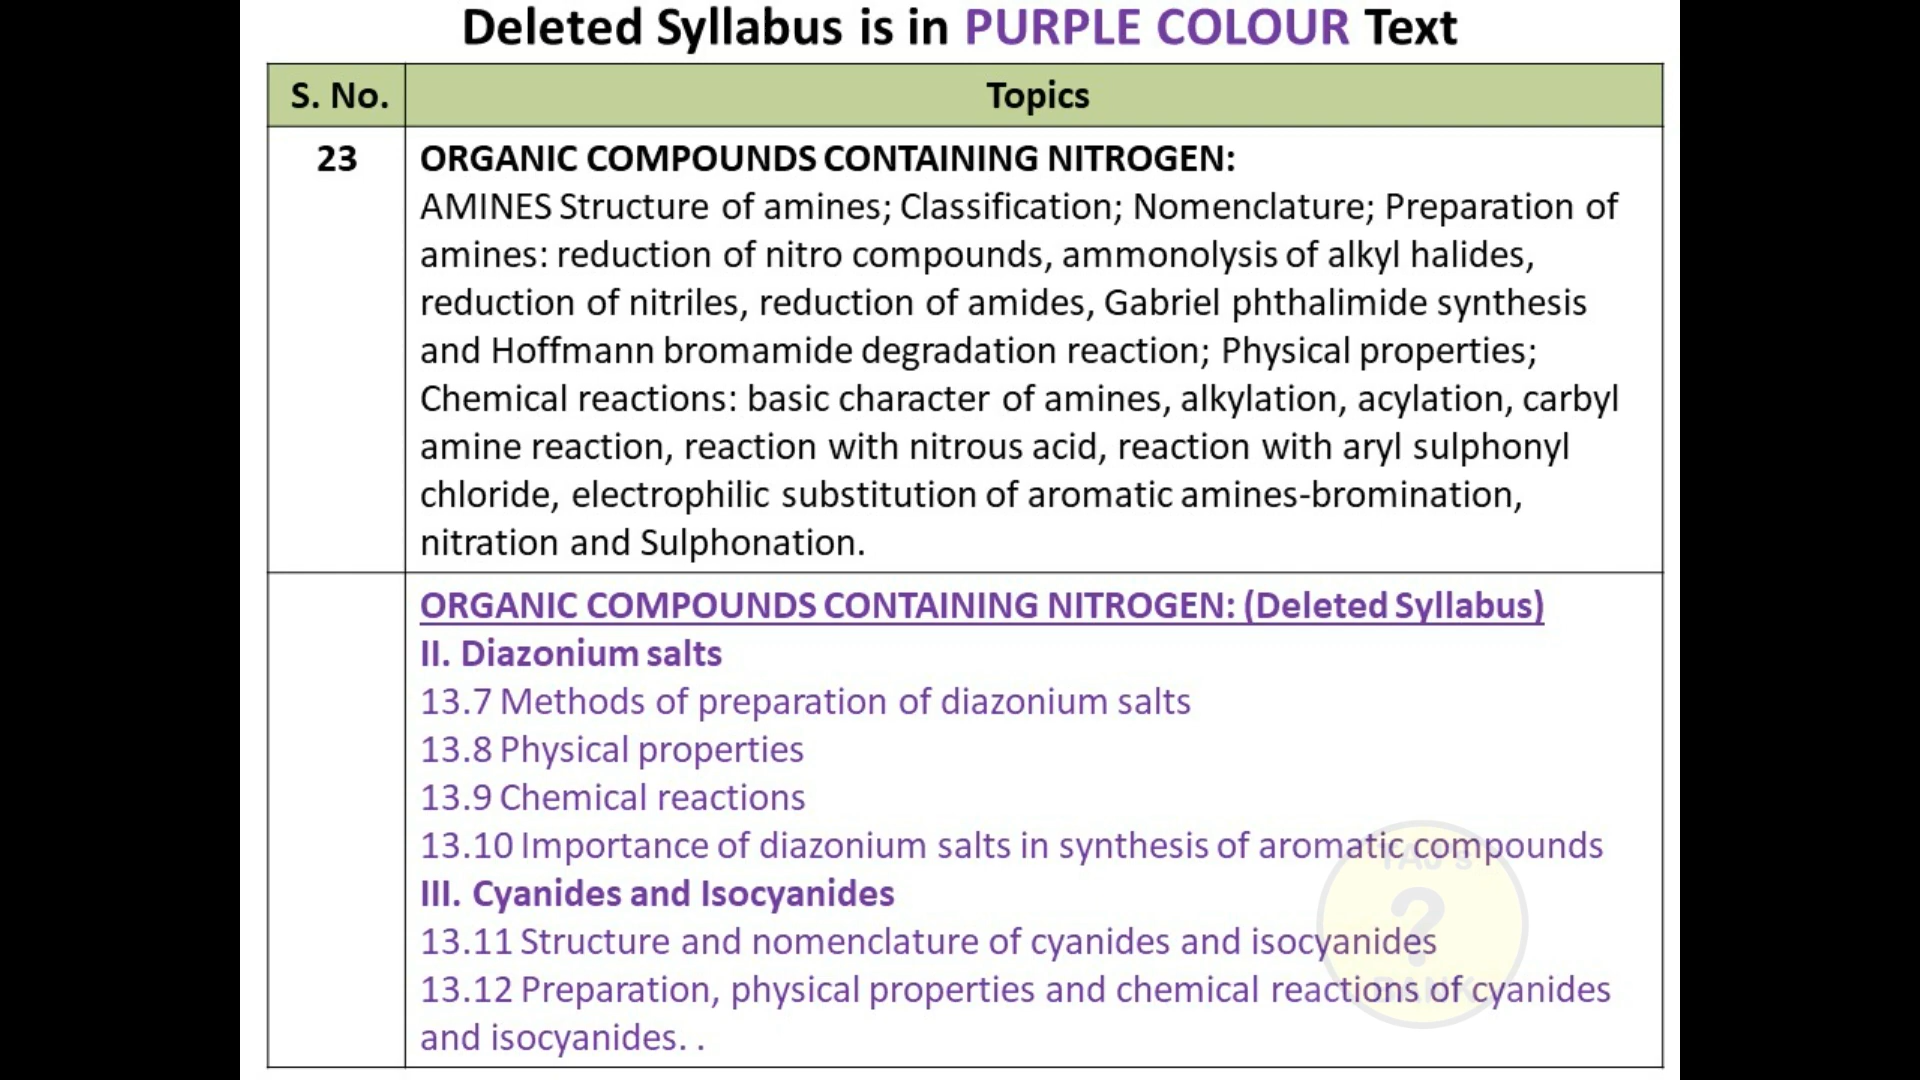 Deleted Syllabus is in PURPLE COLOUR Text
S. No.
Topics
23
ORGANIC COMPOUNDS CONTAINING NITROGEN:
AMINES Structure of amines; Classification; Nomenclature; Preparation of
amines: reduction of nitro compounds, ammonolysis of alkyl halides,
reduction of nitriles, reduction of amides, Gabriel phthalimide synthesis
and Hoffmann bromamide degradation reaction; Physical properties;
Chemical reactions: basic character of amines, alkylation, acylation, carbyl
amine reaction, reaction with nitrous acid, reaction with aryl sulphonyl
chloride, electrophilic substitution of aromatic amines-bromination,
nitration and Sulphonation.
ORGANIC COMPOUNDS CONTAINING NITROGEN: (Deleted Syllabus)
II. Diazonium salts
13.7 Methods of preparation of diazonium salts
13.8 Physical properties
13.9 Chemical reactions
13.10 Importance of diazonium salts in synthesis of aromatic compounds
III. Cyanides and Isocyanides
13.11 Structure and nomenclature of cyanides and isocyanides
13.12 Preparation, physical properties and chemical reactions of cyanides
and isocyanides. .
TAJ's
?
BANK